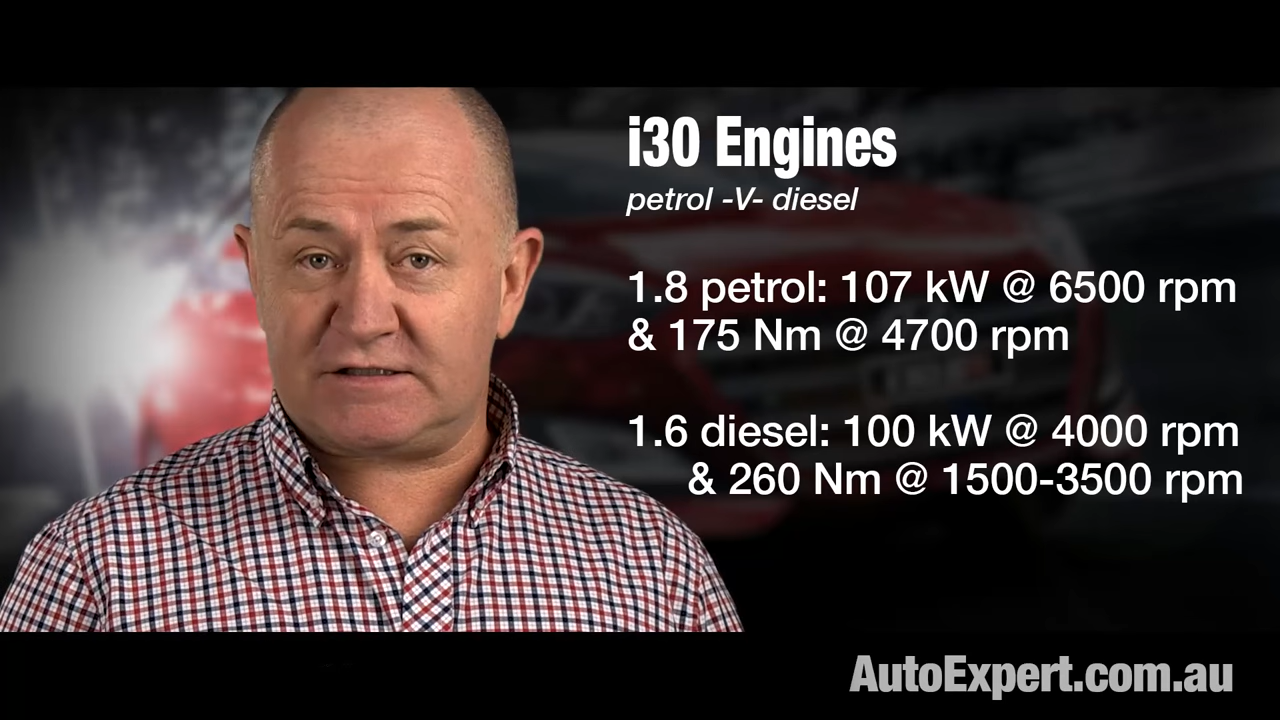 i30 Engines
petrol -V- diesel
1.8 petrol: 107 kW @ 6500 rpm
& 175 Nm @ 4700 rpm
1.6 diesel: 100 kW @ 4000 rpm
& 260 Nm @ 1500-3500 rpm
AutoExpert.com.au